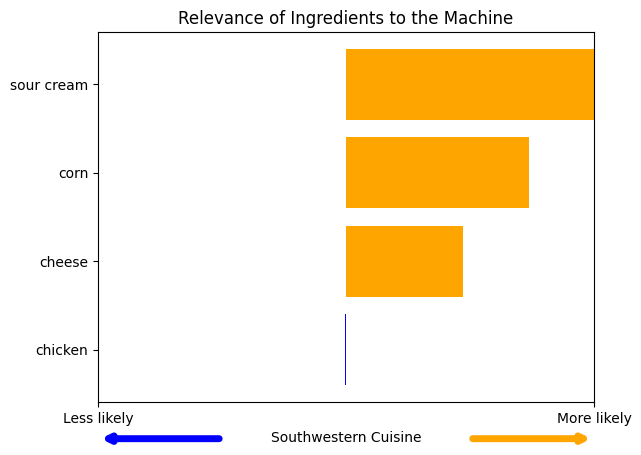 Relevance of Ingredients to the Machine
sour cream
corn
cheese
chicken
Less likely More likely
Southwestern Cuisine